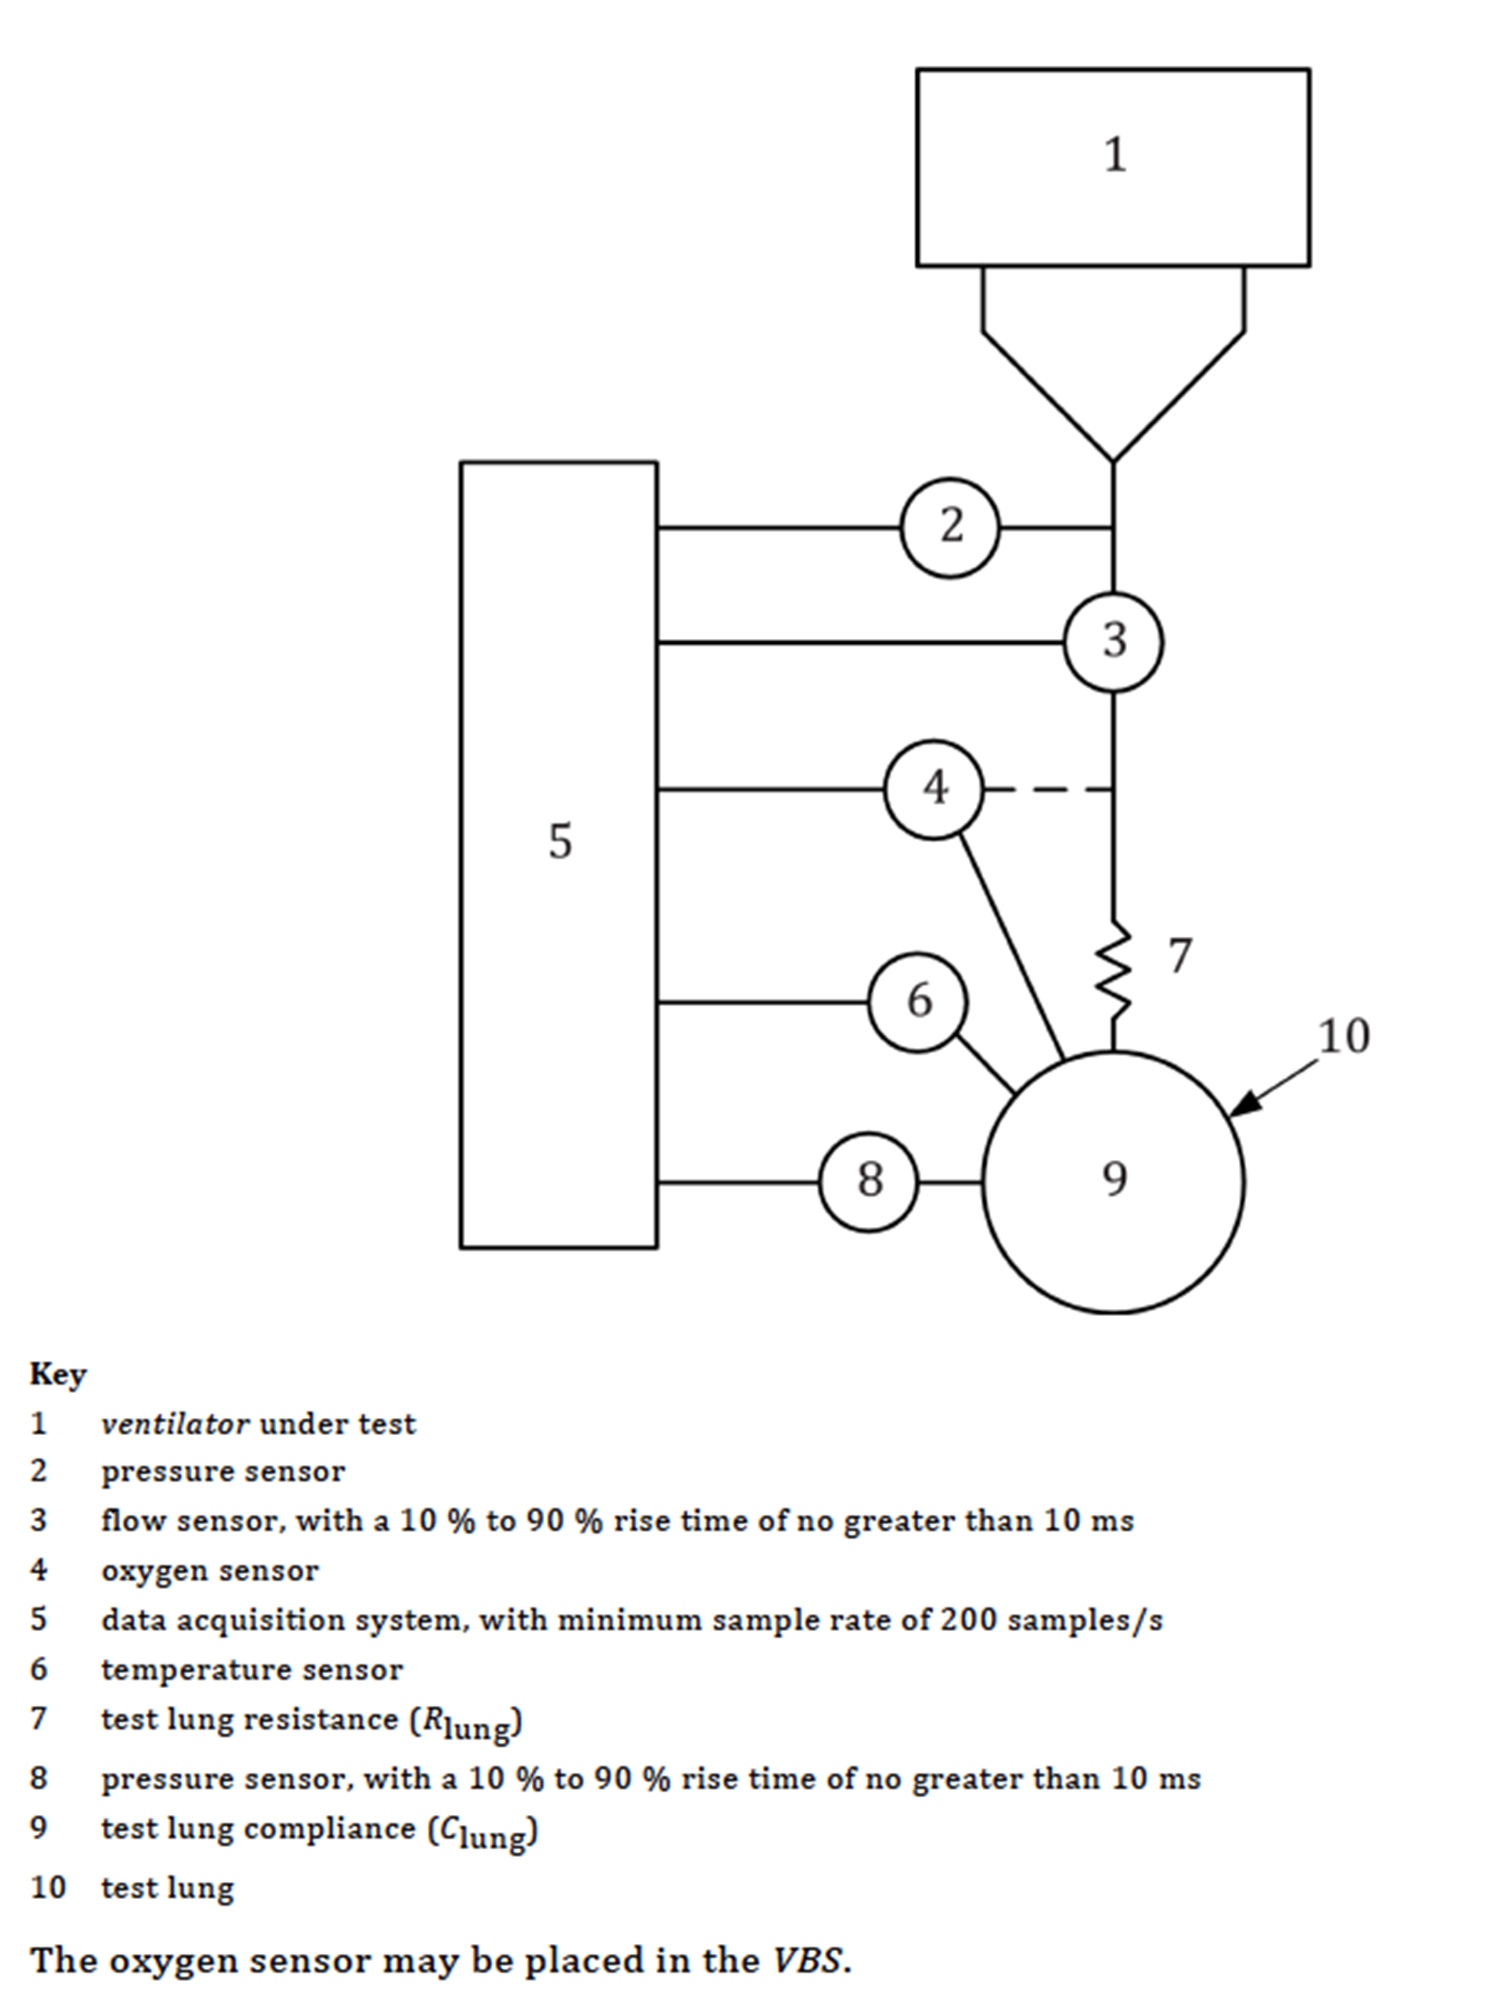 1
2
3
4
5
6
7
10
8
9
Key
1 ventilator under test
2 pressure sensor
3 flow sensor, with a 10 % to 90 % rise time of no greater than 10 ms
4 oxygen sensor
5 data acquisition system, with minimum sample rate of 200 samples/s
6 temperature sensor
7 test lung resistance (Rlung)
8 pressure sensor, with a 10 % to 90 % rise time of no greater than 10 ms
9 test lung compliance (Clung)
10 test lung
The oxygen sensor may be placed in the VBS.